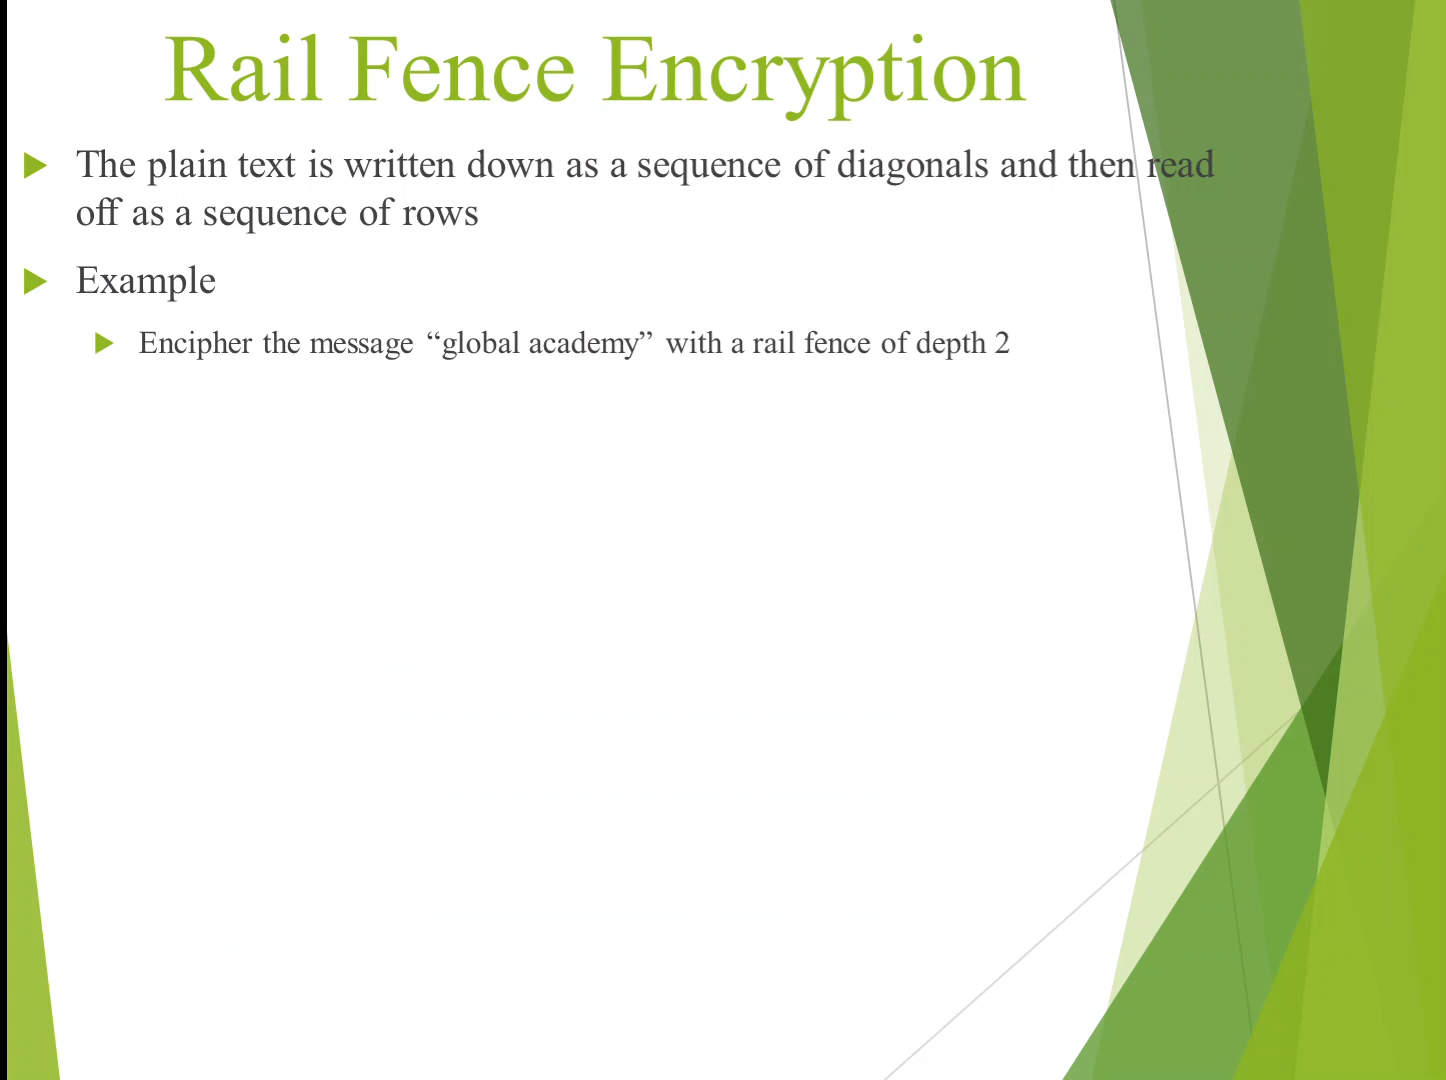 Rail Fence Encryption
The plain text is written down as a sequence of diagonals and then read
off as a sequence of rows
Example
Encipher the message “global academy” with a rail fence of depth 2